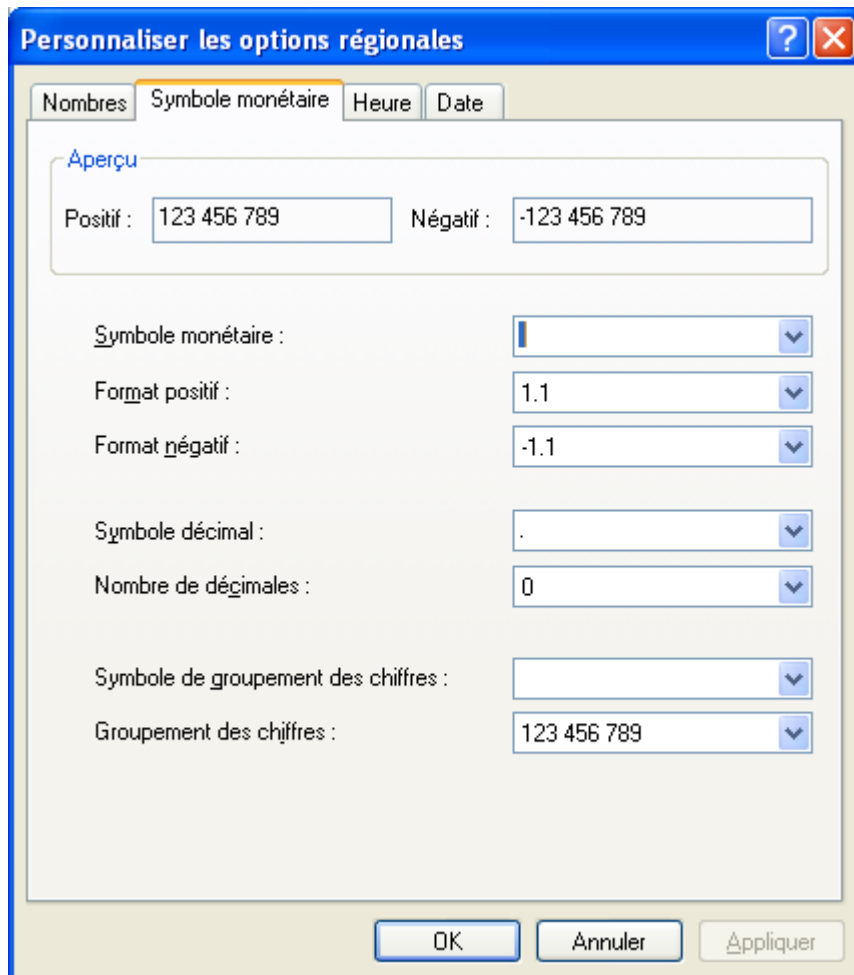 Personnaliser les options régionales
Nombres Symbole monétaire Heure Date
Aperçu
Positif : 123 456 789 Négatif : -123 456 789
Symbole monétaire :
Format positif : 1.1
Format négatif : -1.1
Symbole décimal : .
Nombre de décimales : 0
Symbole de groupement des chiffres :
Groupement des chiffres : 123 456 789
OK Annuler Appliquer